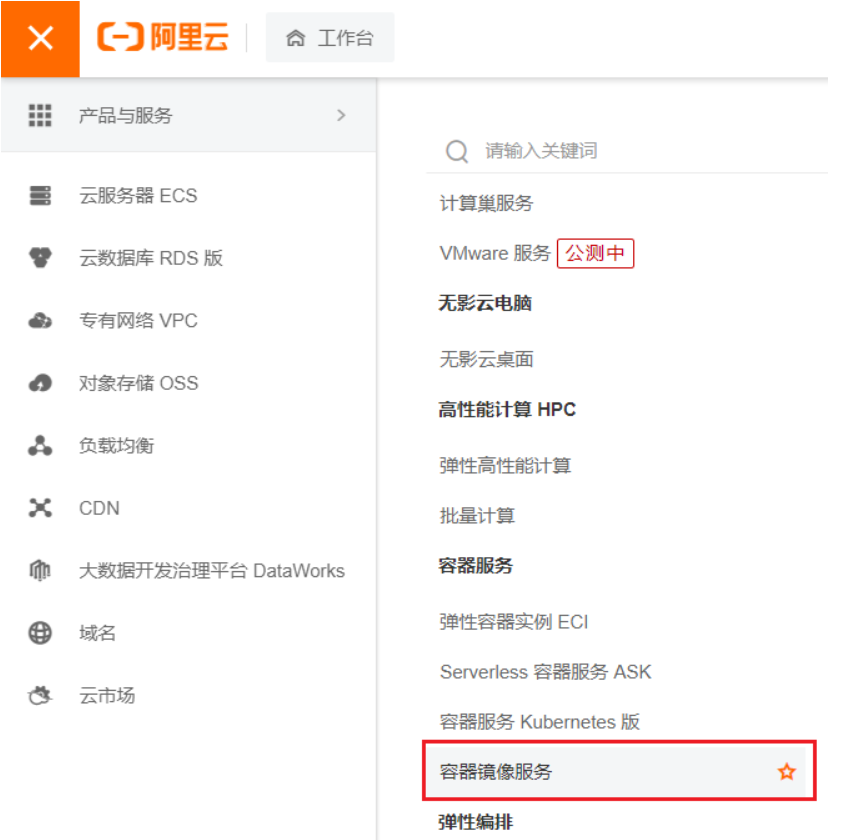 阿里云
工作台
产品与服务
云服务器 ECS
云数据库 RDS 版
专有网络 VPC
对象存储 OSS
负载均衡
CDN
大数据开发治理平台 DataWorks
域名
云市场
请输入关键词
计算巢服务
VMware 服务 公测中
无影云电脑
无影云桌面
高性能计算 HPC
弹性高性能计算
批量计算
容器服务
弹性容器实例 ECI
Serverless 容器服务 ASK
容器服务 Kubernetes 版
容器镜像服务
弹性编排